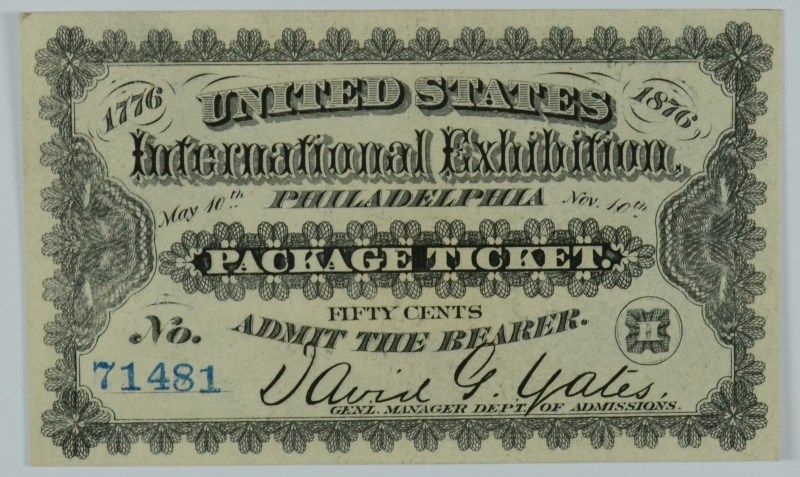 1776 UNITED STATES 1876
International Exhibition,
May 10th PHILADELPHIA Nov. 10th
PACKAGE TICKET.
FIFTY CENTS
ADMIT THE BEARER.
H
No.
71481
David G. Yates,
GENL. MANAGER DEPT. OF ADMISSIONS.